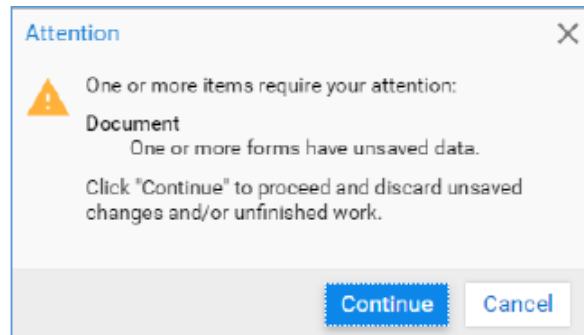 Attention
One or more items require your attention:
Document
One or more forms have unsaved data.
Click "Continue" to proceed and discard unsaved
changes and/or unfinished work.
Continue
Cancel